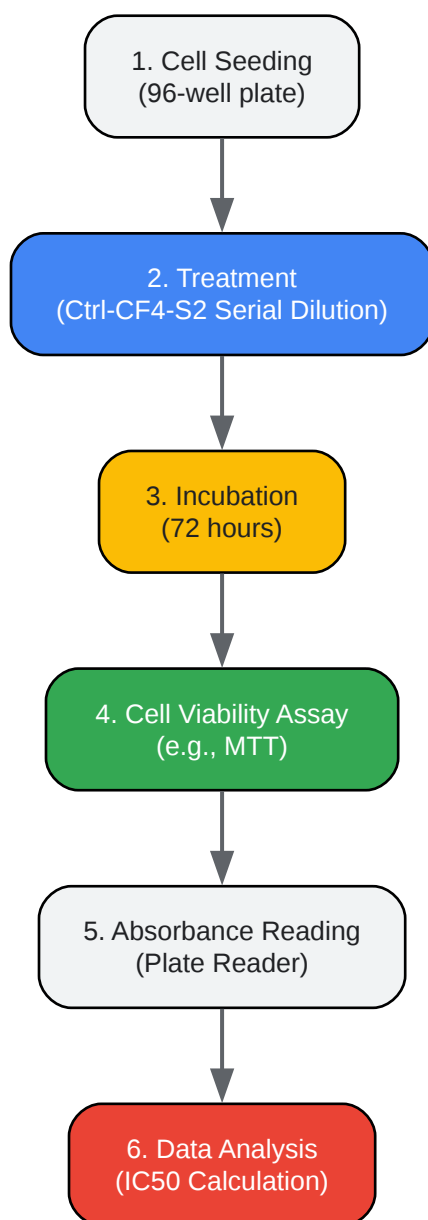 1. Cell Seeding
(96-well plate)
2. Treatment
(Ctrl-CF4-S2 Serial Dilution)
3. Incubation
(72 hours)
4. Cell Viability Assay
(e.g., MTT)
5. Absorbance Reading
(Plate Reader)
6. Data Analysis
(IC50 Calculation)